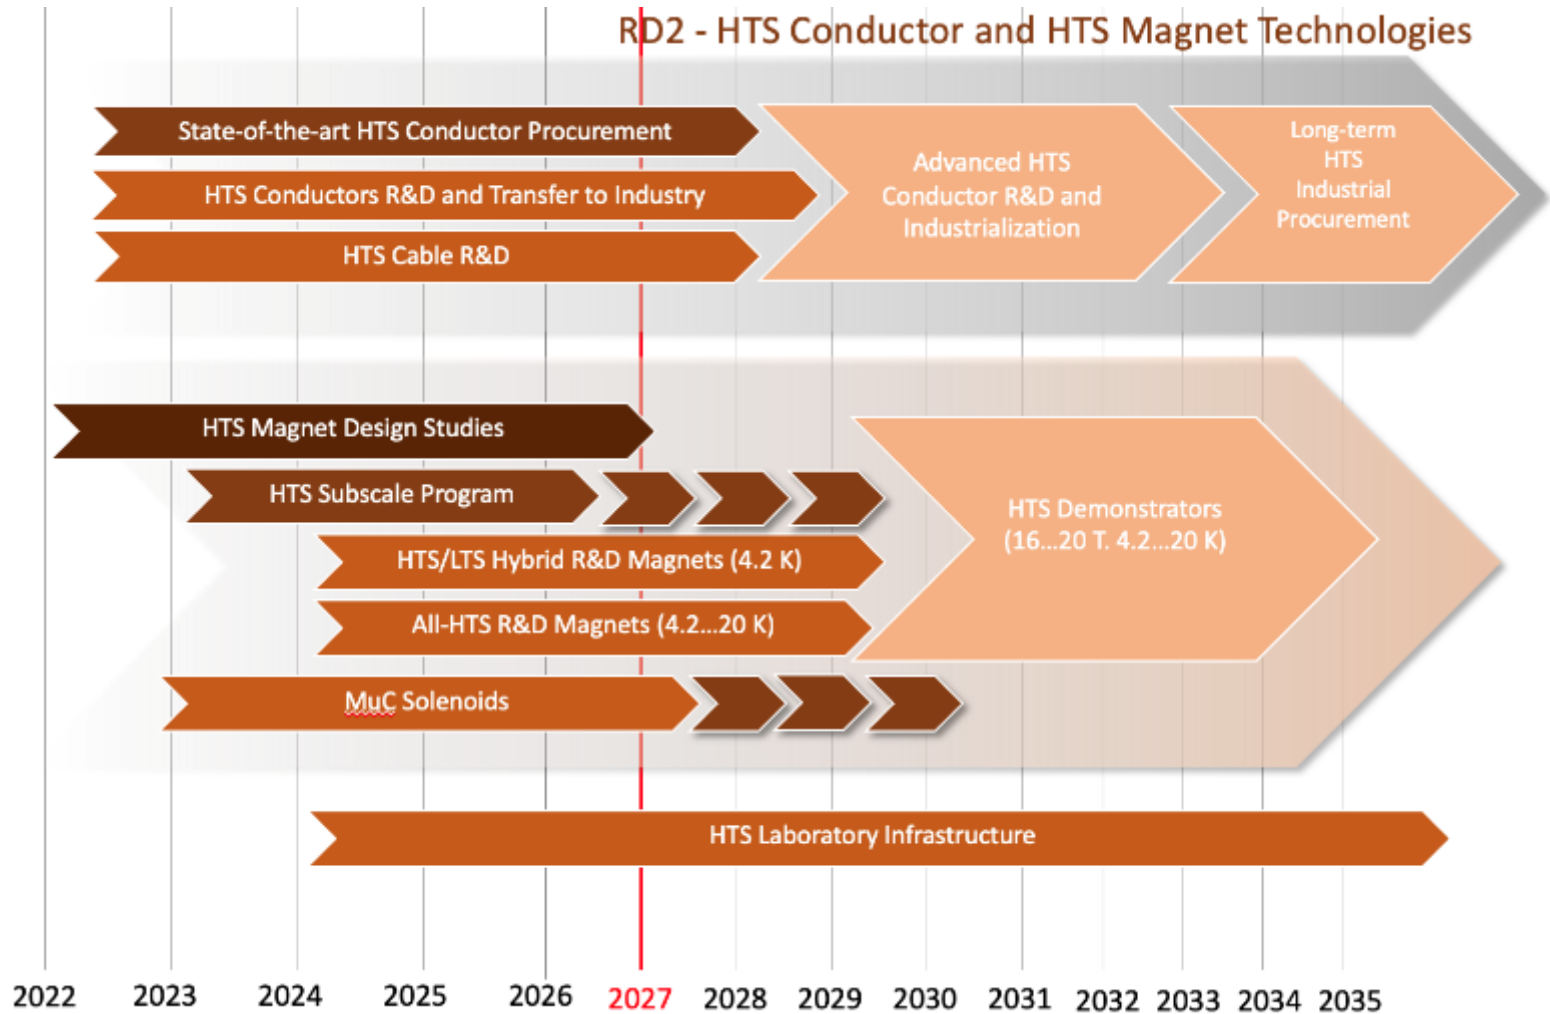 RD2 - HTS Conductor and HTS Magnet Technologies
State-of-the-art HTS Conductor Procurement
HTS Conductors R&D and Transfer to Industry
HTS Cable R&D
Advanced HTS
Conductor R&D and
Industrialization
Long-term
HTS
Industrial
Procurement
HTS Magnet Design Studies
HTS Subscale Program
HTS/LTS Hybrid R&D Magnets (4.2 K)
All-HTS R&D Magnets (4.2...20 K)
MuC Solenoids
HTS Demonstrators
(16...20 T. 4.2...20 K)
HTS Laboratory Infrastructure
2022 2023 2024 2025 2026 2027 2028 2029 2030 2031 2032 2033 2034 2035